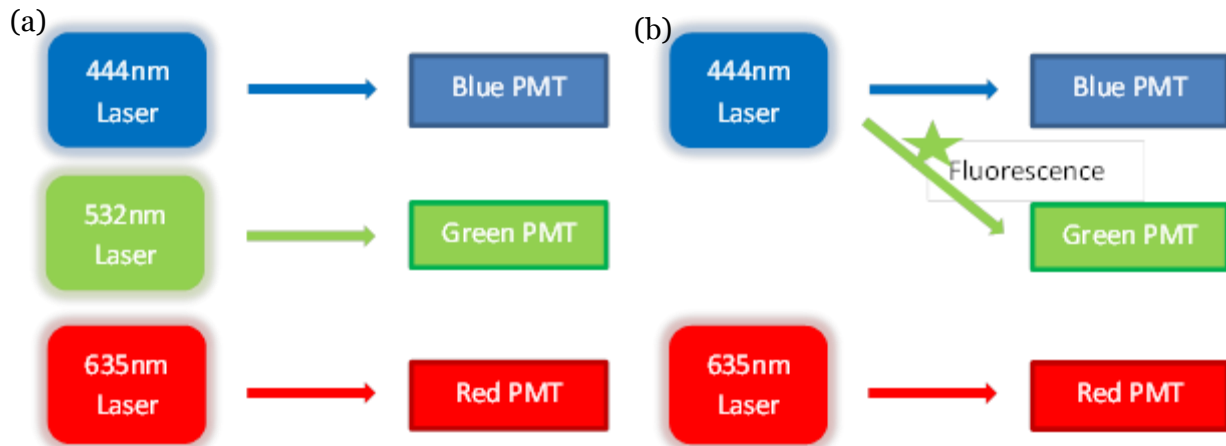 (a)
444nm
Laser
Blue PMT
532nm
Laser
Green PMT
635nm
Laser
Red PMT
(b)
444nm
Laser
Blue PMT
Fluorescence
Green PMT
635nm
Laser
Red PMT